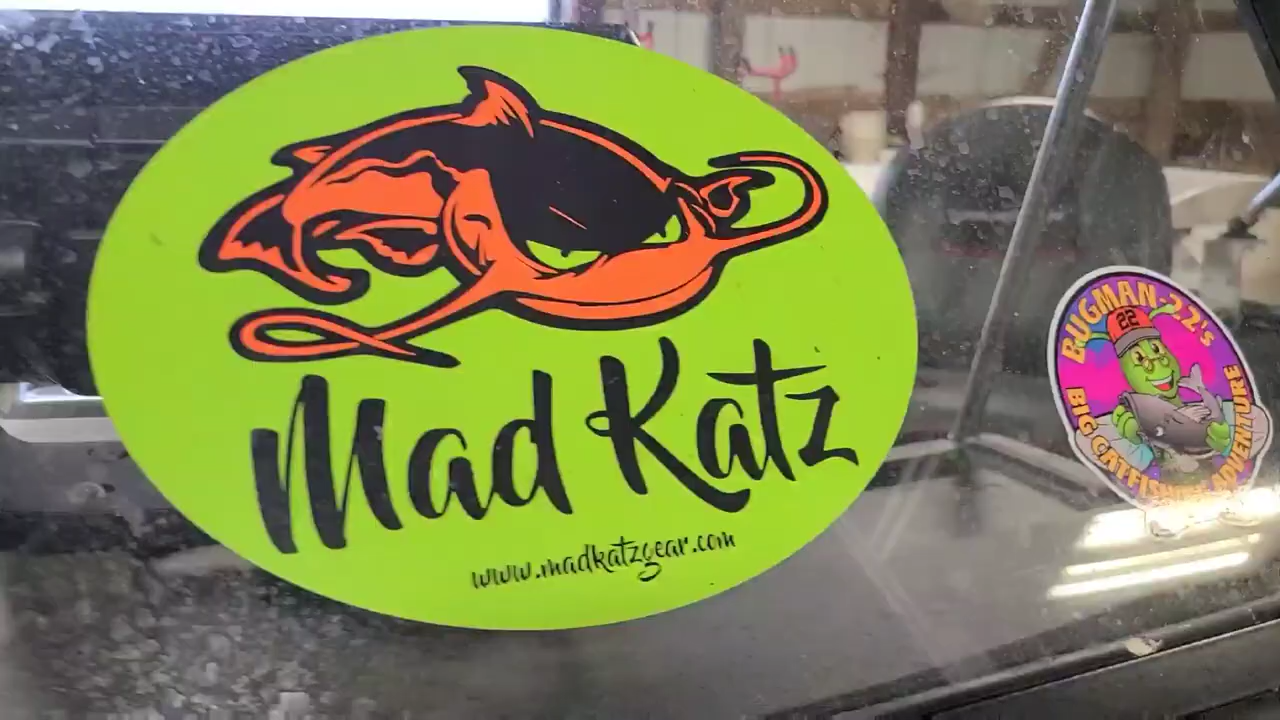 Mad Katz
www.madkatzgear.com
BUGMAN-22's
22
BIG CATFISHING ADVENTURE